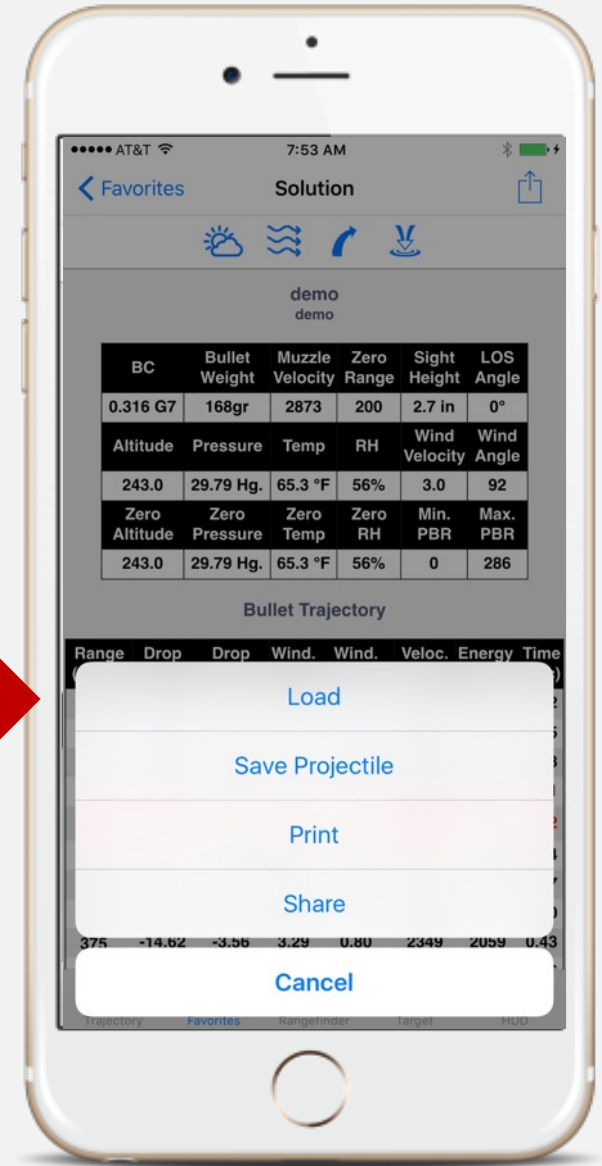 AT&T 7:53 AM
Favorites Solution
demo
demo
BC Bullet Weight Muzzle Velocity Zero Range Sight Height LOS Angle
0.316 G7 168gr 2873 200 2.7 in 0°
Altitude Pressure Temp RH Wind Velocity Wind Angle
243.0 29.79 Hg. 65.3 °F 56% 3.0 92
Zero Altitude Zero Pressure Zero Temp Zero RH Min. PBR Max. PBR
243.0 29.79 Hg. 65.3 °F 56% 0 286
Bullet Trajectory
Range Drop Drop Wind. Wind. Veloc. Energy Time
Load
Save Projectile
Print
Share
375 -14.62 -3.56 3.29 0.80 2349 2059 0.43
Cancel
Trajectory Favorites Rangefinder Target HUD